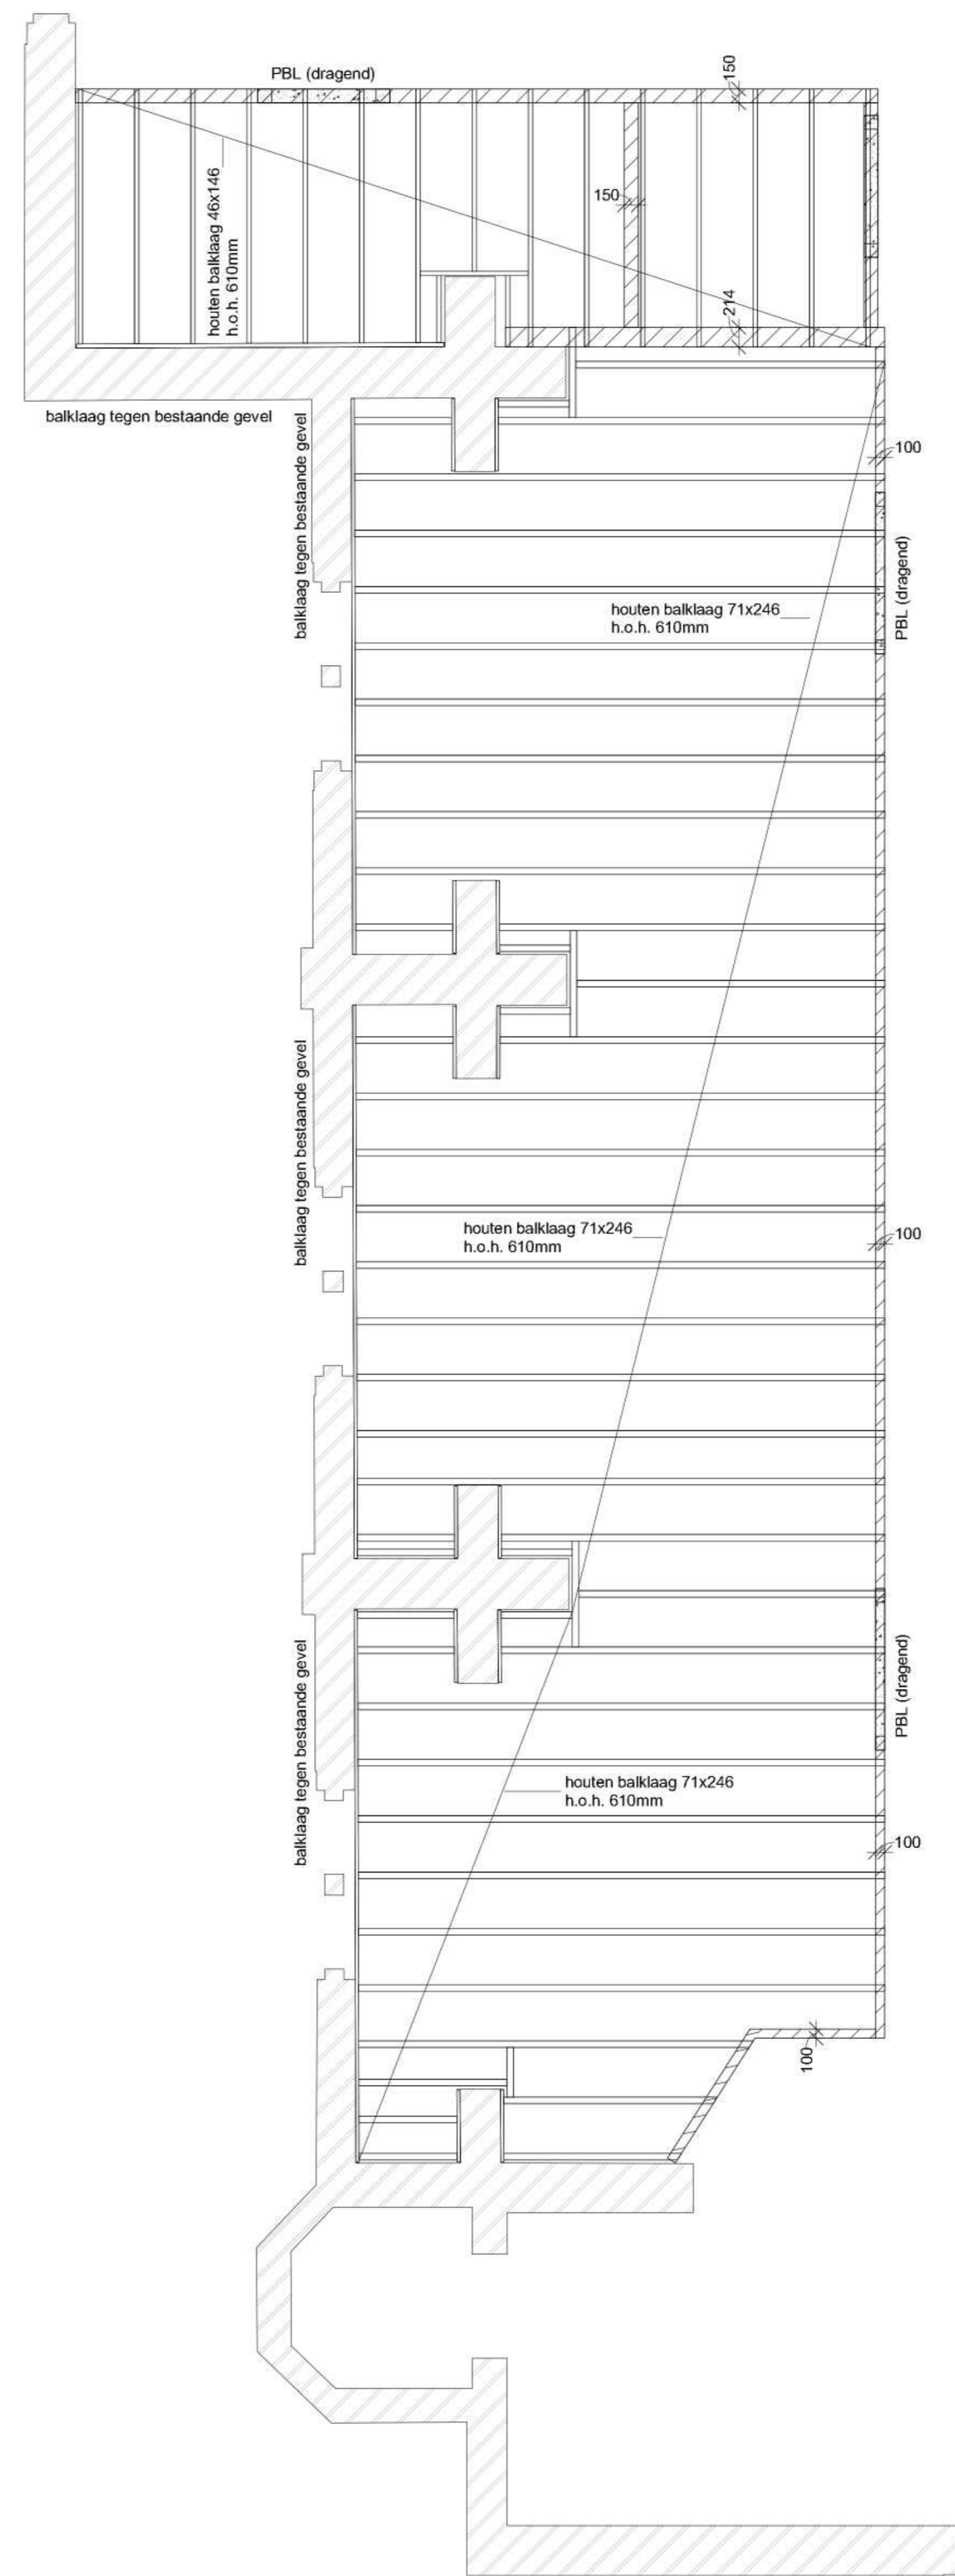 PBL (dragend)
150
houten balklaag 46x146
h.o.h. 610mm
150
214
balklaag tegen bestaande gevel
balklaag tegen bestaande gevel
100
PBL (dragend)
houten balklaag 71x246
h.o.h. 610mm
balklaag tegen bestaande gevel
houten balklaag 71x246
h.o.h. 610mm
100
balklaag tegen bestaande gevel
PBL (dragend)
houten balklaag 71x246
h.o.h. 610mm
100
100